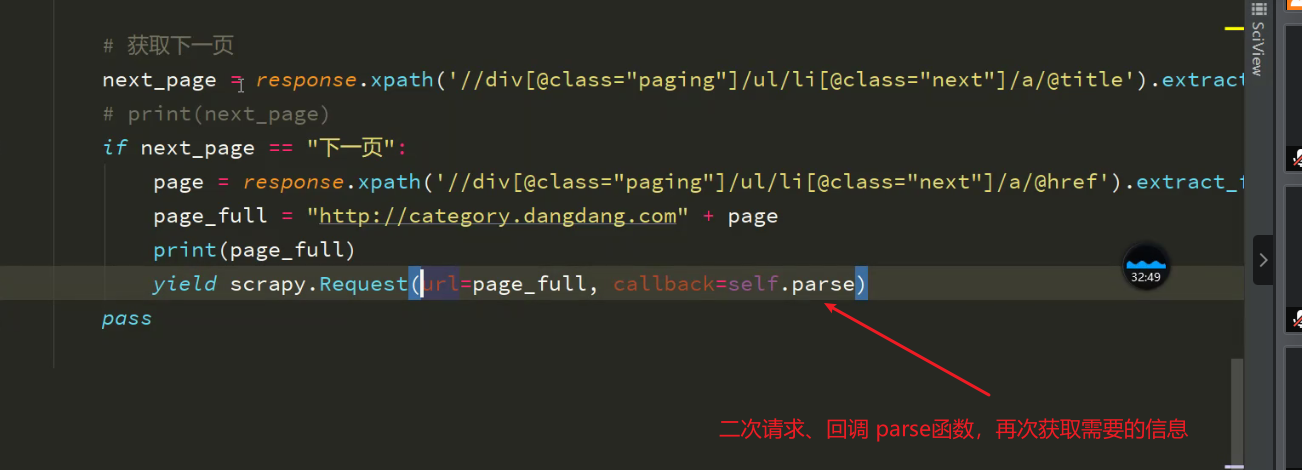 # 获取下一页
SciView
next_page = response.xpath('//div[@class="paging"]/ul/li[@class="next"]/a/@title').extract
# print(next_page)
if next_page == "下一页":
page = response.xpath('//div[@class="paging"]/ul/li[@class="next"]/a/@href').extract_
page_full = "http://category.dangdang.com" + page
print(page_full)
yield scrapy.Request(url=page_full, callback=self.parse)
32:49
pass
二次请求、回调 parse函数，再次获取需要的信息